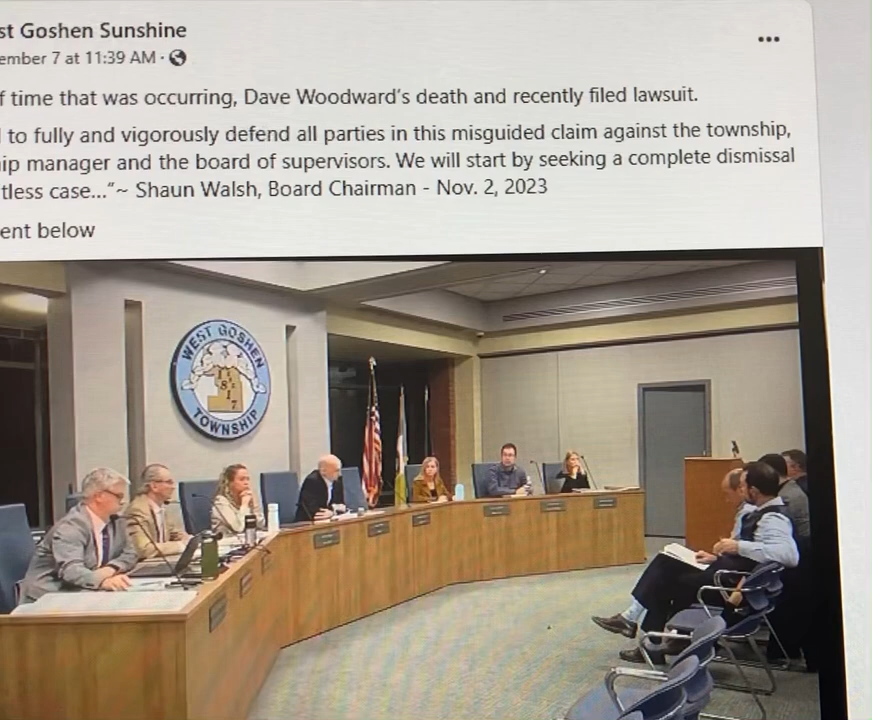 st Goshen Sunshine
ember 7 at 11:39 AM ·
f time that was occurring, Dave Woodward's death and recently filed lawsuit.
to fully and vigorously defend all parties in this misguided claim against the township,
ip manager and the board of supervisors. We will start by seeking a complete dismissal
tless case..."~ Shaun Walsh, Board Chairman - Nov. 2, 2023
ent below
WEST GOSHEN
1817
TOWNSHIP